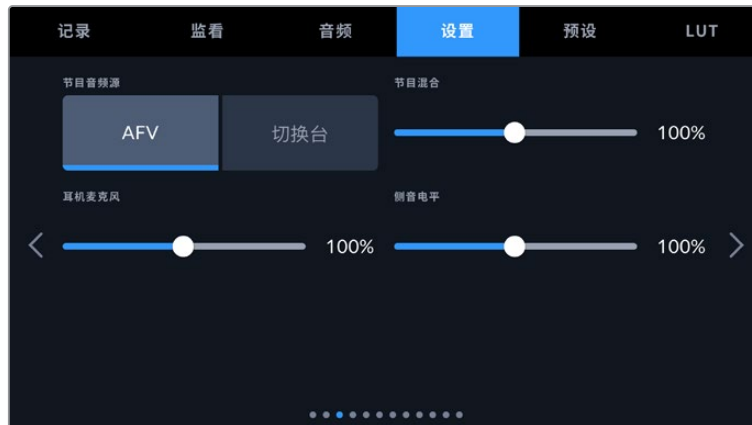 记录 监看 音频 设置 预设 LUT
节目音频源 节目混合
AFV 切换台 100%
耳机麦克风 侧音电平
100% 100%